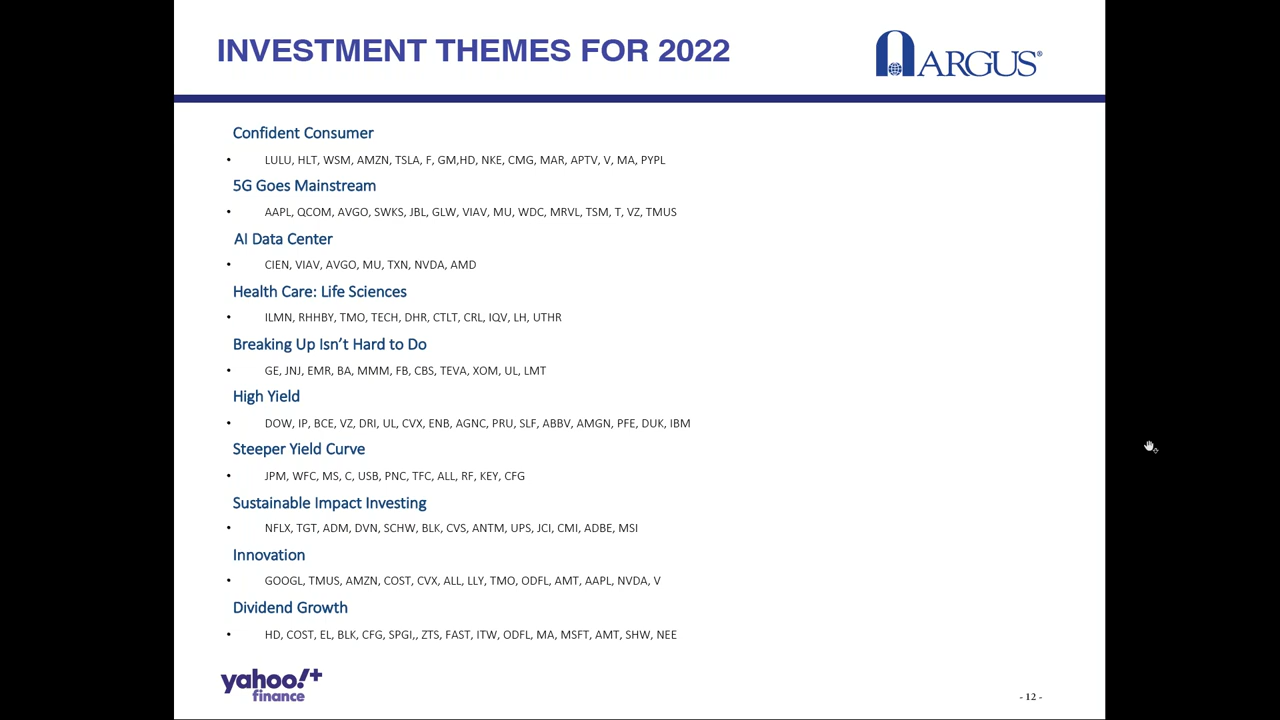 INVESTMENT THEMES FOR 2022
ARGUS®
Confident Consumer
• LULU, HLT, WSM, AMZN, TSLA, F, GM,HD, NKE, CMG, MAR, APTV, V, MA, PYPL
5G Goes Mainstream
• AAPL, QCOM, AVGO, SWKS, JBL, GLW, VIAV, MU, WDC, MRVL, TSM, T, VZ, TMUS
AI Data Center
• CIEN, VIAV, AVGO, MU, TXN, NVDA, AMD
Health Care: Life Sciences
• ILMN, RHHBY, TMO, TECH, DHR, CTLT, CRL, IQV, LH, UTHR
Breaking Up Isn’t Hard to Do
• GE, JNJ, EMR, BA, MMM, FB, CBS, TEVA, XOM, UL, LMT
High Yield
• DOW, IP, BCE, VZ, DRI, UL, CVX, ENB, AGNC, PRU, SLF, ABBV, AMGN, PFE, DUK, IBM
Steeper Yield Curve
• JPM, WFC, MS, C, USB, PNC, TFC, ALL, RF, KEY, CFG
Sustainable Impact Investing
• NFLX, TGT, ADM, DVN, SCHW, BLK, CVS, ANTM, UPS, JCI, CMI, ADBE, MSI
Innovation
• GOOGL, TMUS, AMZN, COST, CVX, ALL, LLY, TMO, ODFL, AMT, AAPL, NVDA, V
Dividend Growth
• HD, COST, EL, BLK, CFG, SPGI,, ZTS, FAST, ITW, ODFL, MA, MSFT, AMT, SHW, NEE
yahoo!+
finance
- 12 -